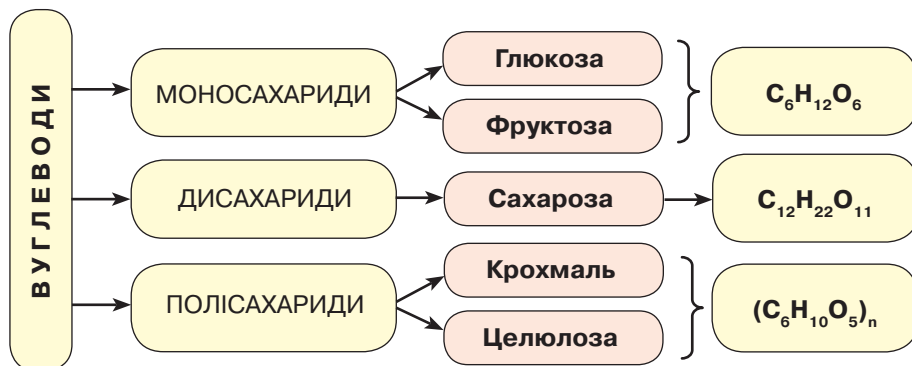 ВУГЛЕВОДИ
МОНОСАХАРИДИ
Глюкоза
Фруктоза
C₆H₁₂O₆
ДИСАХАРИДИ
Сахароза
C₁₂H₂₂O₁₁
ПОЛІСАХАРИДИ
Крохмаль
Целюлоза
(C₆H₁₀O₅)ₙ